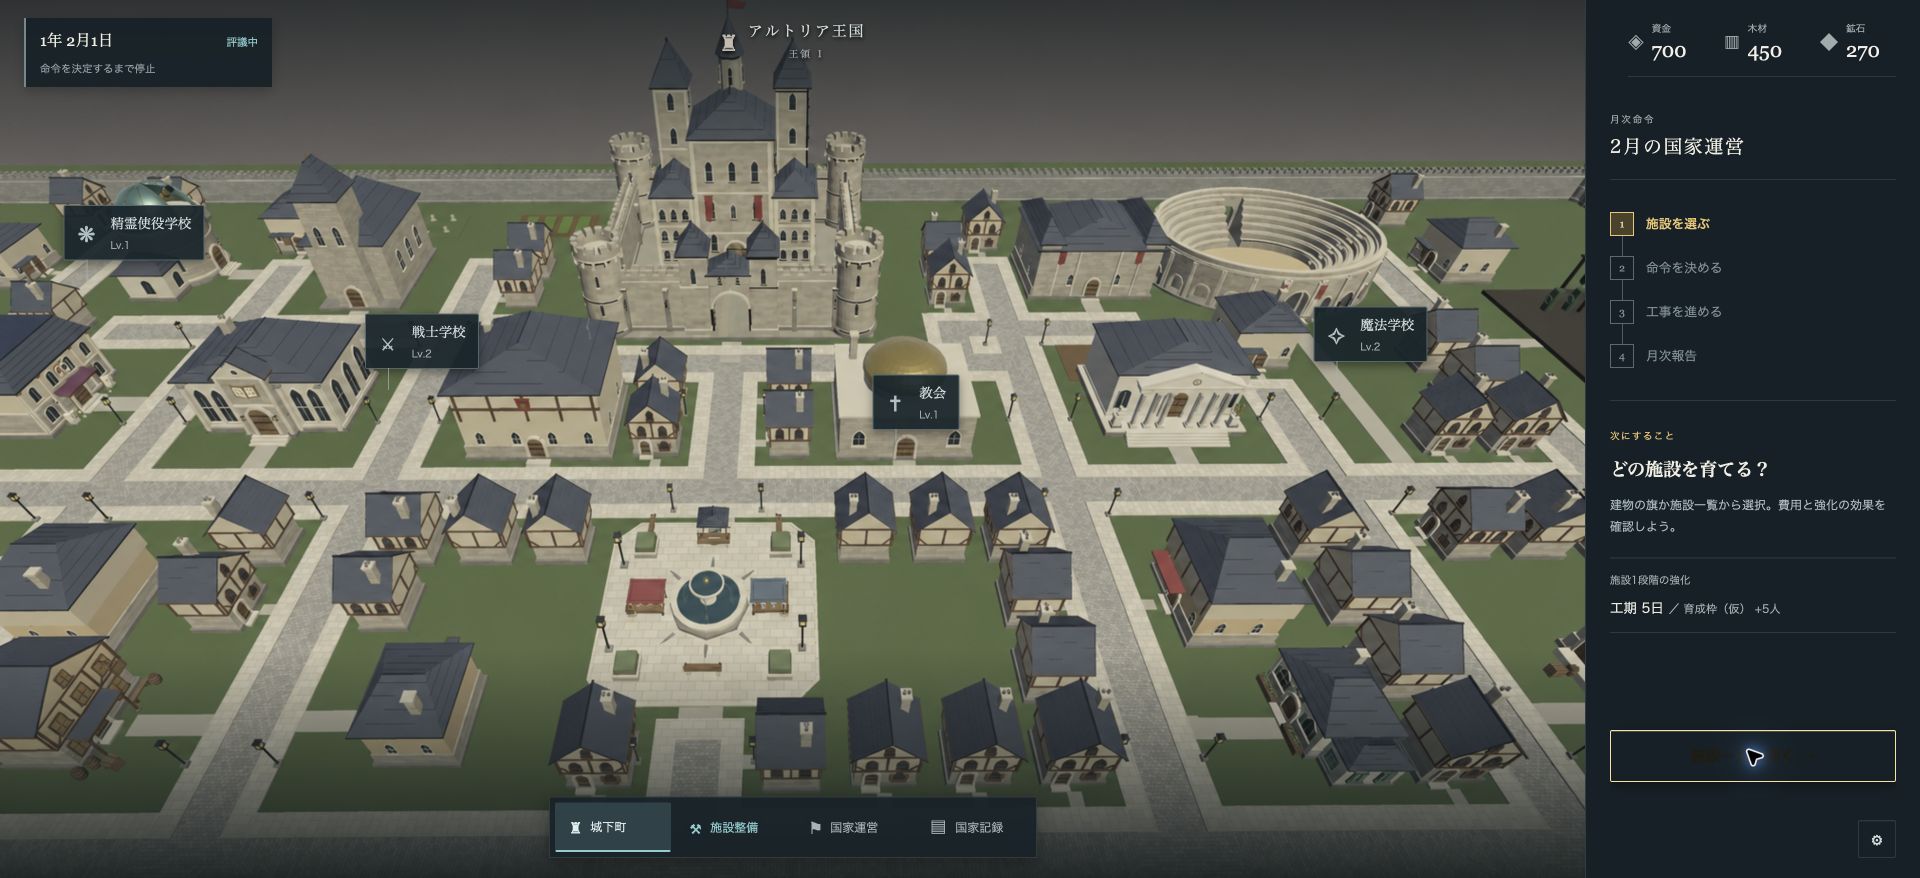 1年 2月1日
評議中
命令を決定するまで停止
アルトリア王国
王領 I
資金
700
木材
450
鉱石
270
月次命令
2月の国家運営
1 施設を選ぶ
2 命令を決める
3 工事を進める
4 月次報告
次にすること
どの施設を育てる？
建物の旗か施設一覧から選択。費用と強化の効果を
確認しよう。
施設1段階の強化
工期 5日 ／ 育成枠（仮） +5人
精霊使役学校
Lv.1
戦士学校
Lv.2
教会
Lv.1
魔法学校
Lv.2
城下町
施設整備
国家運営
国家記録